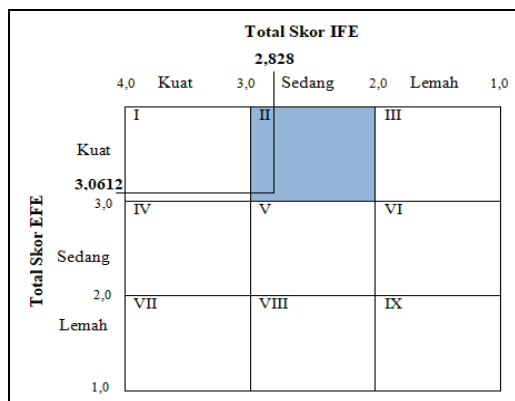 Total Skor IFE
2,828
4,0 Kuat 3,0 Sedang 2,0 Lemah 1,0
I II III
Kuat
3,0612
3,0
IV V VI
Total Skor EFE
Sedang
2,0
VII VIII IX
Lemah
1,0